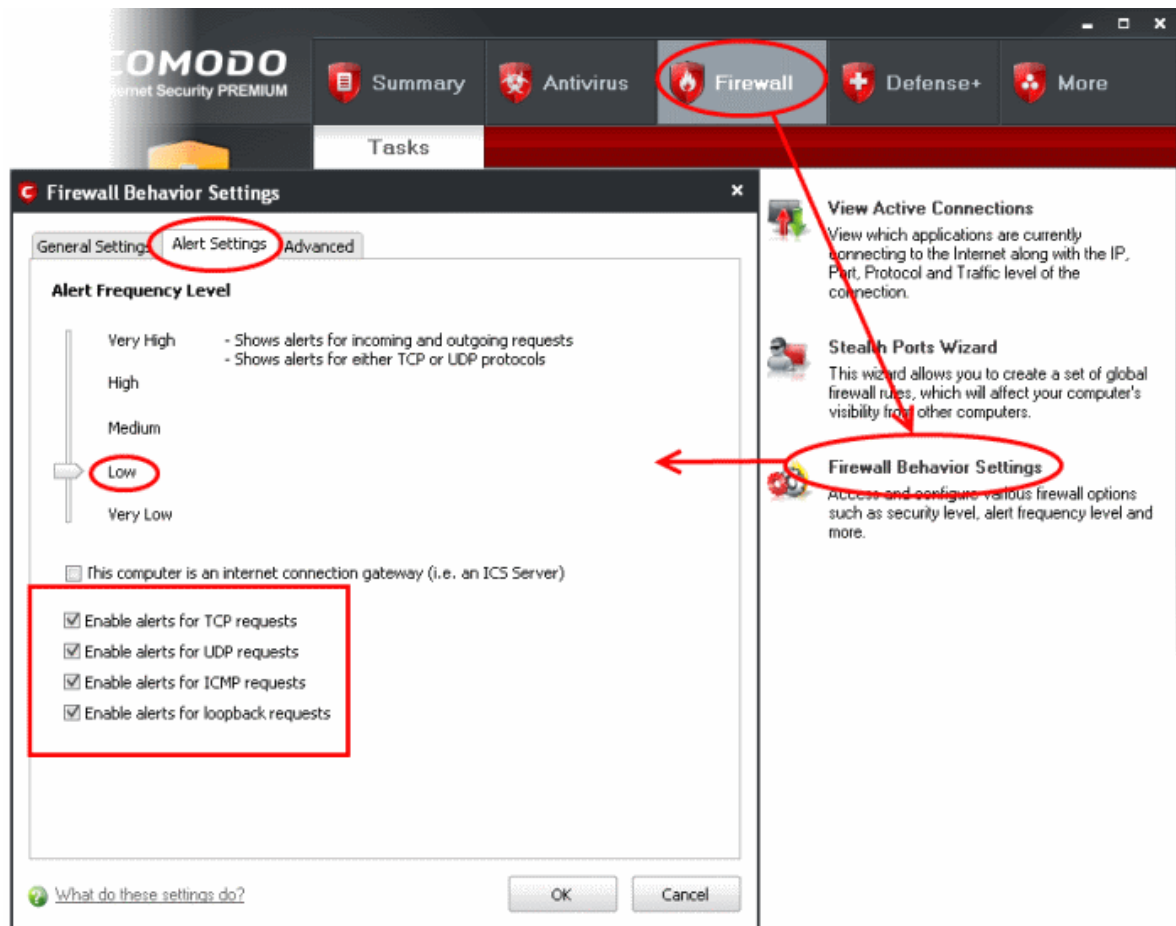 COMODO
Internet Security PREMIUM
Summary
Antivirus
Firewall
Defense+
More
Tasks
Firewall Behavior Settings
General Settings
Alert Settings
Advanced
Alert Frequency Level
Very High
- Shows alerts for incoming and outgoing requests
- Shows alerts for either TCP or UDP protocols
High
Medium
Low
Very Low
This computer is an internet connection gateway (i.e. an ICS Server)
Enable alerts for TCP requests
Enable alerts for UDP requests
Enable alerts for ICMP requests
Enable alerts for loopback requests
What do these settings do?
OK
Cancel
View Active Connections
View which applications are currently
connecting to the Internet along with the IP,
Port, Protocol and Traffic level of the
connection.
Stealth Ports Wizard
This wizard allows you to create a set of global
firewall rules, which will affect your computer's
visibility from other computers.
Firewall Behavior Settings
Access and configure various firewall options
such as security level, alert frequency level and
more.